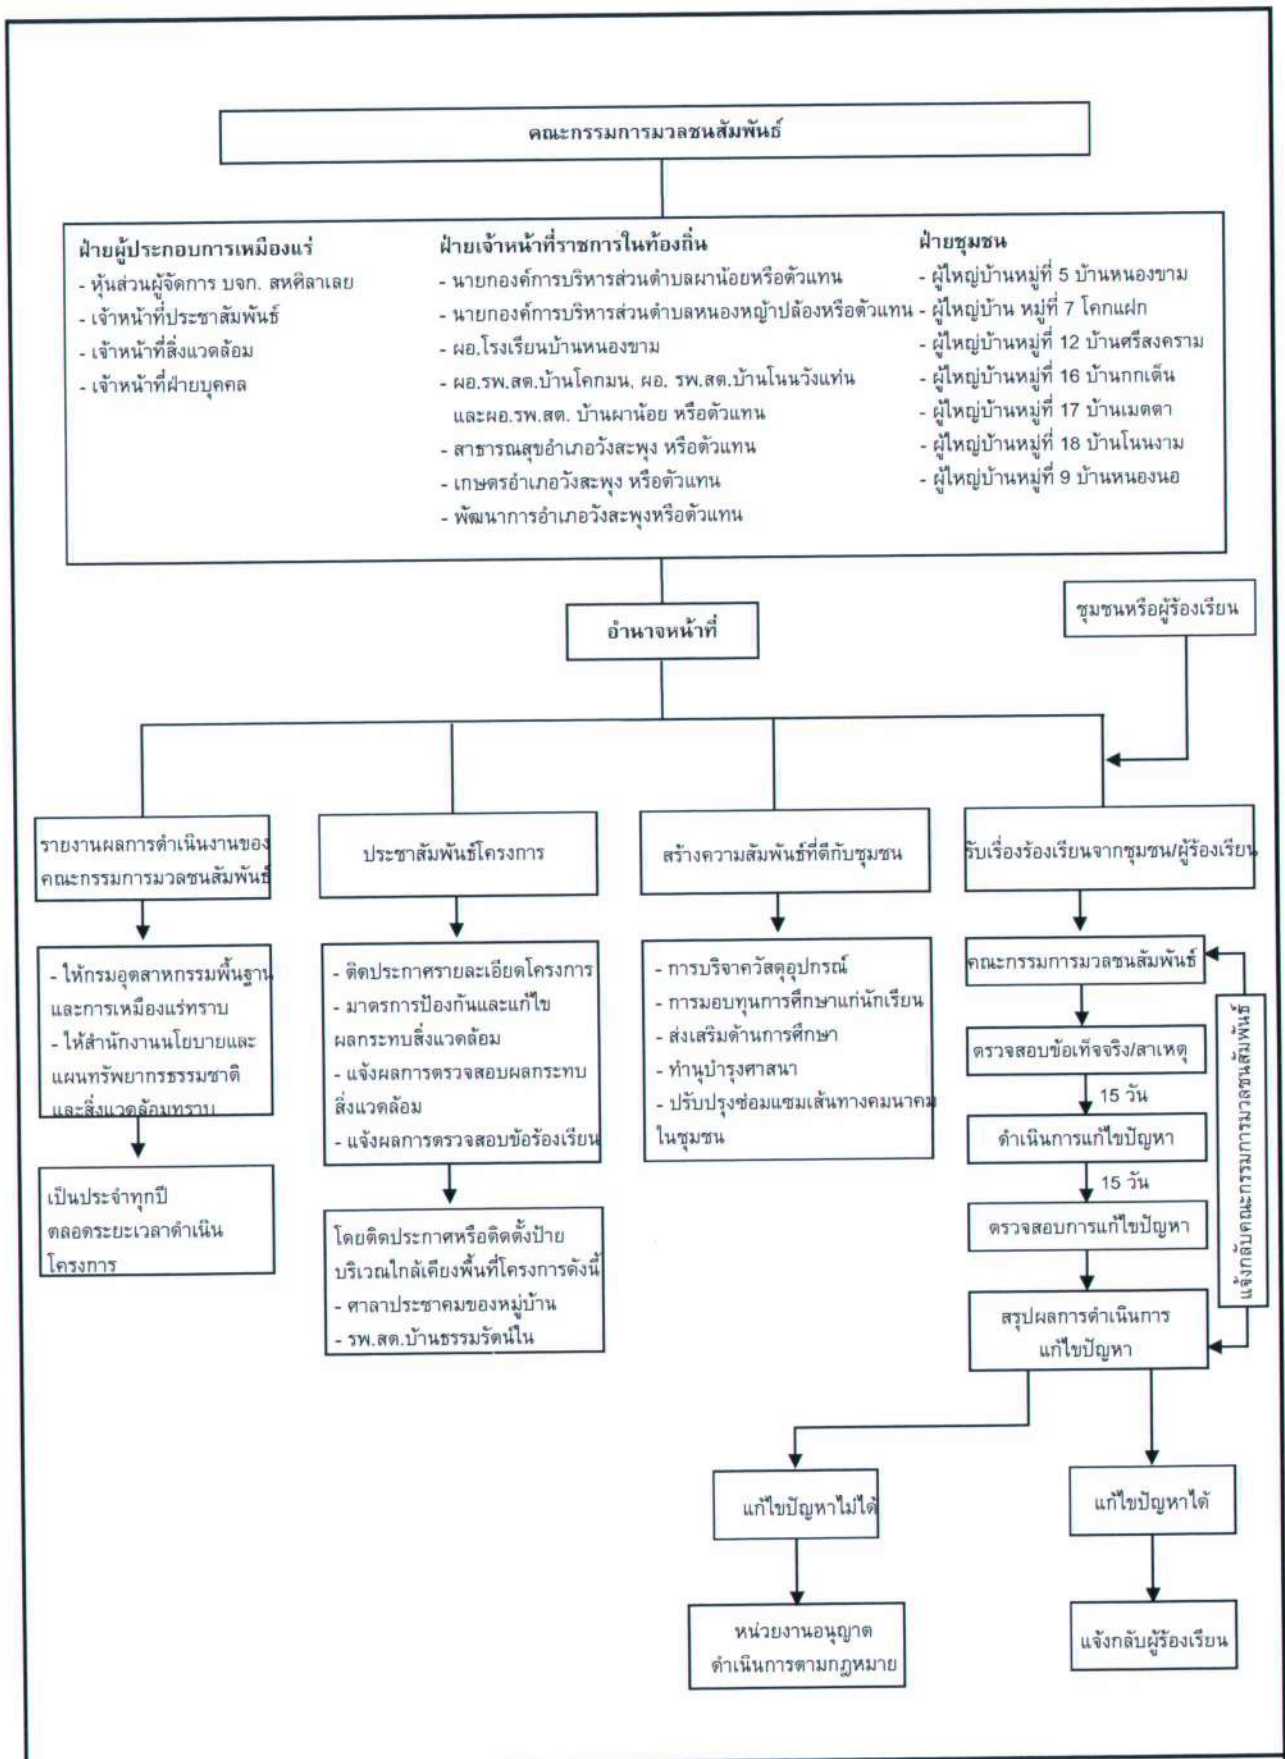 คณะกรรมการมวลชนสัมพันธ์
ฝ่ายผู้ประกอบการเหมืองแร่
- หุ้นส่วนผู้จัดการ บจก. สหศิลาเลย
- เจ้าหน้าที่ประชาสัมพันธ์
- เจ้าหน้าที่สิ่งแวดล้อม
- เจ้าหน้าที่ฝ่ายบุคคล
ฝ่ายเจ้าหน้าที่ราชการในท้องถิ่น
- นายกองค์การบริหารส่วนตำบลผาน้อยหรือตัวแทน
- นายกองค์การบริหารส่วนตำบลหนองหญ้าปล้องหรือตัวแทน
- ผอ.โรงเรียนบ้านหนองขาม
- ผอ.รพ.สต.บ้านโคกมน, ผอ. รพ.สต.บ้านโนนวังแท่น
และผอ.รพ.สต. บ้านผาน้อย หรือตัวแทน
- สาธารณสุขอำเภอวังสะพุง หรือตัวแทน
- เกษตรอำเภอวังสะพุง หรือตัวแทน
- พัฒนาการอำเภอวังสะพุงหรือตัวแทน
ฝ่ายชุมชน
- ผู้ใหญ่บ้านหมู่ที่ 5 บ้านหนองขาม
- ผู้ใหญ่บ้าน หมู่ที่ 7 โคกแฝก
- ผู้ใหญ่บ้านหมู่ที่ 12 บ้านศรีสงคราม
- ผู้ใหญ่บ้านหมู่ที่ 16 บ้านกกเต็น
- ผู้ใหญ่บ้านหมู่ที่ 17 บ้านเมตตา
- ผู้ใหญ่บ้านหมู่ที่ 18 บ้านโนนงาม
- ผู้ใหญ่บ้านหมู่ที่ 9 บ้านหนองนอ
อำนาจหน้าที่
ชุมชนหรือผู้ร้องเรียน
รายงานผลการดำเนินงานของ
คณะกรรมการมวลชนสัมพันธ์
- ให้กรมอุตสาหกรรมพื้นฐาน
และการเหมืองแร่ทราบ
- ให้สำนักงานนโยบายและ
แผนทรัพยากรธรรมชาติ
และสิ่งแวดล้อมทราบ
เป็นประจำทุกปี
ตลอดระยะเวลาดำเนิน
โครงการ
ประชาสัมพันธ์โครงการ
- ติดประกาศรายละเอียดโครงการ
- มาตรการป้องกันและแก้ไข
ผลกระทบสิ่งแวดล้อม
- แจ้งผลการตรวจสอบผลกระทบ
สิ่งแวดล้อม
- แจ้งผลการตรวจสอบข้อร้องเรียน
โดยติดประกาศหรือติดตั้งป้าย
บริเวณใกล้เคียงพื้นที่โครงการดังนี้
- ศาลาประชาคมของหมู่บ้าน
- รพ.สต.บ้านธรรมรัตน์ใน
สร้างความสัมพันธ์ที่ดีกับชุมชน
- การบริจาควัสดุอุปกรณ์
- การมอบทุนการศึกษาแก่นักเรียน
- ส่งเสริมด้านการศึกษา
- ทำนุบำรุงศาสนา
- ปรับปรุงซ่อมแซมเส้นทางคมนาคม
ในชุมชน
รับเรื่องร้องเรียนจากชุมชน/ผู้ร้องเรียน
คณะกรรมการมวลชนสัมพันธ์
ตรวจสอบข้อเท็จจริง/สาเหตุ
15 วัน
ดำเนินการแก้ไขปัญหา
15 วัน
ตรวจสอบการแก้ไขปัญหา
สรุปผลการดำเนินการ
แก้ไขปัญหา
แจ้งกลับคณะกรรมการมวลชนสัมพันธ์
แก้ไขปัญหาไม่ได้
แก้ไขปัญหาได้
หน่วยงานอนุญาต
ดำเนินการตามกฎหมาย
แจ้งกลับผู้ร้องเรียน